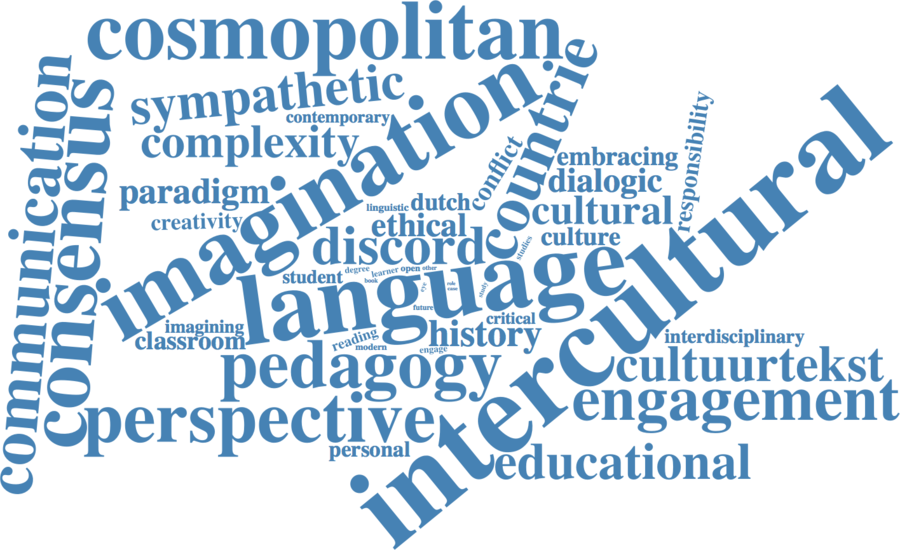 cosmopolitan
communication
consensus
sympathetic
contemporary
complexity
imagination
countrie
conflict
responsibility
embracing
dialogic
paradigm
creativity
linguistic
dutch
cultural
ethical
culture
discord
studies
intercultural
language
student
degree
learner
open
other
book
eye
role
case
study
future
critical
history
imagining
classroom
reading
modern
engage
interdisciplinary
pedagogy
cultuurtekst
engagement
perspective
personal
educational